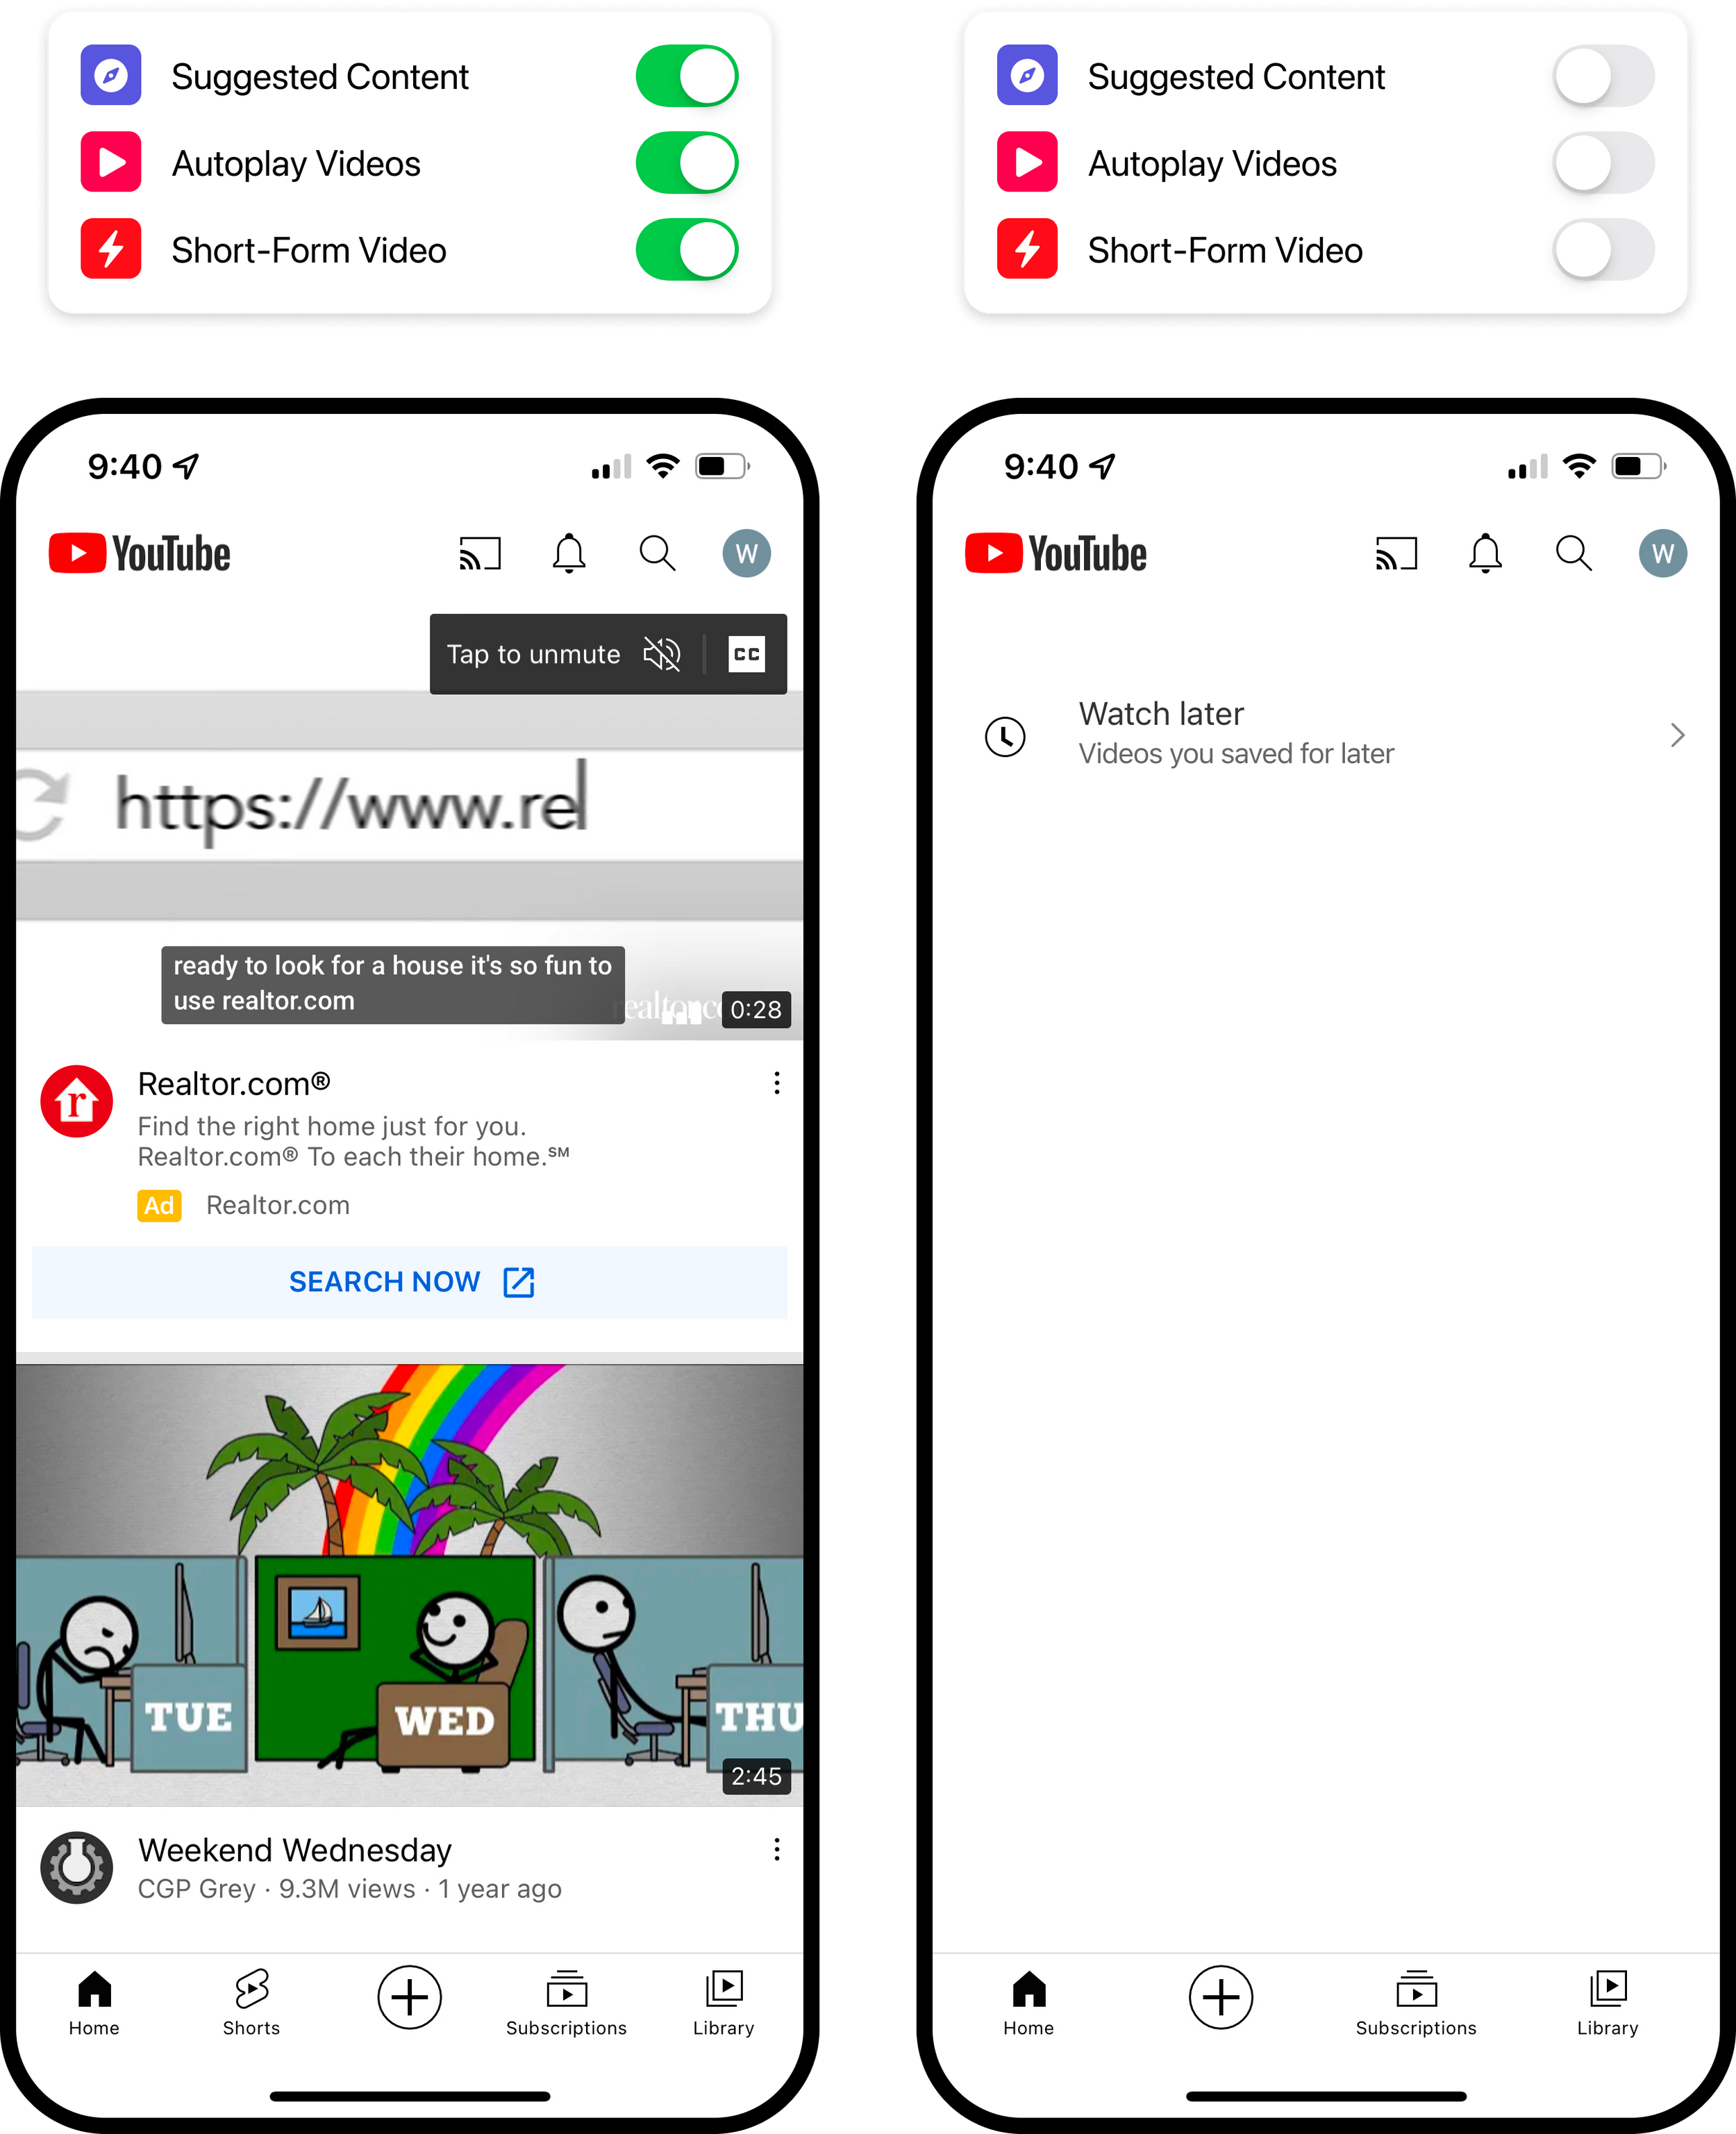 Suggested Content
Autoplay Videos
Short-Form Video
9:40
YouTube
W
Tap to unmute
CC
https://www.re
ready to look for a house it's so fun to
use realtor.com
0:28
r
Realtor.com®
Find the right home just for you.
Realtor.com® To each their home.℠
Ad Realtor.com
SEARCH NOW
TUE
WED
THU
2:45
Weekend Wednesday
CGP Grey · 9.3M views · 1 year ago
Home
Shorts
Subscriptions
Library
Suggested Content
Autoplay Videos
Short-Form Video
9:40
YouTube
W
Watch later
Videos you saved for later
Home
Subscriptions
Library